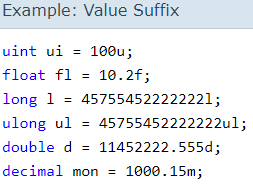 Example: Value Suffix
uint ui = 100u;
float fl = 10.2f;
long l = 45755452222222l;
ulong ul = 45755452222222ul;
double d = 11452222.555d;
decimal mon = 1000.15m;